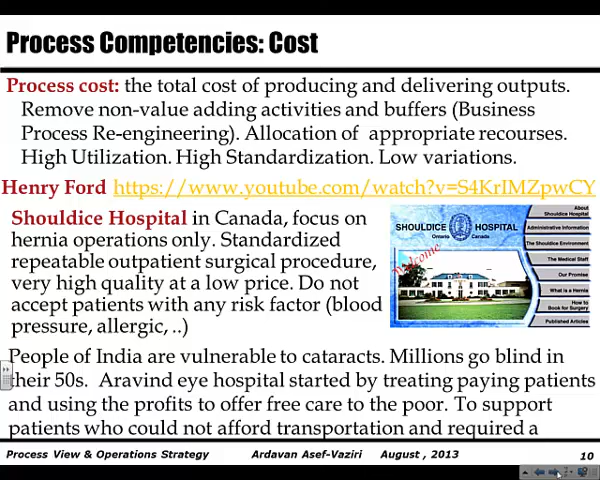 Process Competencies: Cost
Process cost: the total cost of producing and delivering outputs.
Remove non-value adding activities and buffers (Business
Process Re-engineering). Allocation of appropriate recourses.
High Utilization. High Standardization. Low variations.
Henry Ford https://www.youtube.com/watch?v=S4KrIMZpwCY
Shouldice Hospital in Canada, focus on
hernia operations only. Standardized
repeatable outpatient surgical procedure,
very high quality at a low price. Do not
accept patients with any risk factor (blood
pressure, allergic, ..)
SHOULDICE HOSPITAL
Ontario Canada
Welcome
About
Shouldice Hospital
Administrative Information
The Shouldice Environment
The Medical Staff
Our Promise
What is a Hernia
How to
Book for Surgery
Published Articles
People of India are vulnerable to cataracts. Millions go blind in
their 50s. Aravind eye hospital started by treating paying patients
and using the profits to offer free care to the poor. To support
patients who could not afford transportation and required a
Process View & Operations Strategy Ardavan Asef-Vaziri August , 2013 10